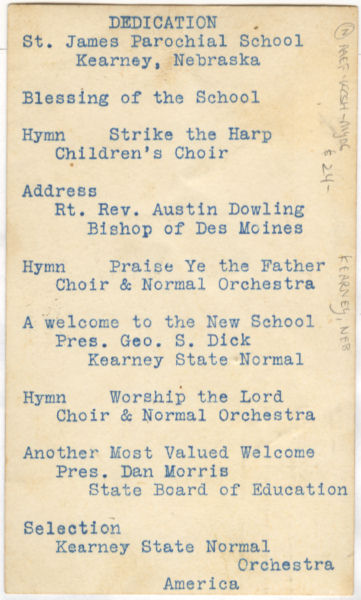 DEDICATION
St. James Parochial School
Kearney, Nebraska
Blessing of the School
Hymn Strike the Harp
Children's Choir
Address
Rt. Rev. Austin Dowling
Bishop of Des Moines
Hymn Praise Ye the Father
Choir & Normal Orchestra
A welcome to the New School
Pres. Geo. S. Dick
Kearney State Normal
Hymn Worship the Lord
Choir & Normal Orchestra
Another Most Valued Welcome
Pres. Dan Morris
State Board of Education
Selection
Kearney State Normal
Orchestra
America
KEARNEY, NEB